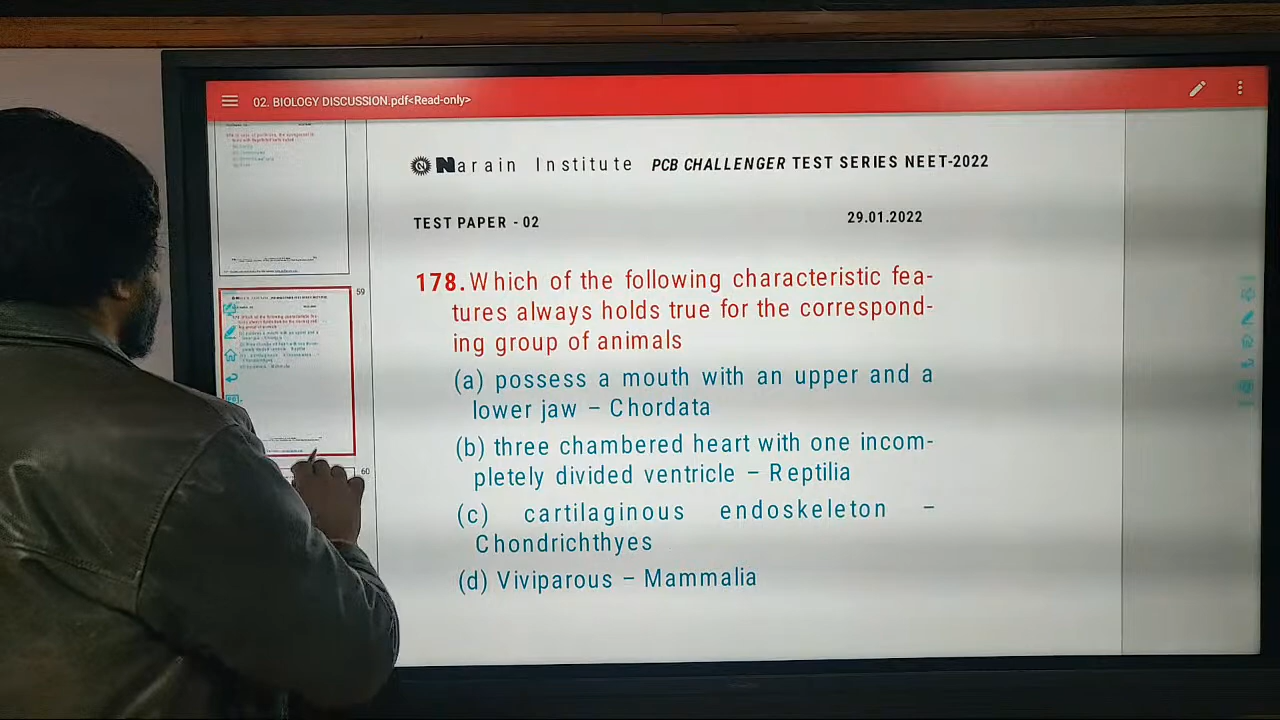 02. BIOLOGY DISCUSSION.pdf<Read-only>
Narain Institute PCB CHALLENGER TEST SERIES NEET-2022
TEST PAPER - 02 29.01.2022
178. Which of the following characteristic fea-
tures always holds true for the correspond-
ing group of animals
(a) possess a mouth with an upper and a
lower jaw – Chordata
(b) three chambered heart with one incom-
pletely divided ventricle – Reptilia
(c) cartilaginous endoskeleton –
Chondrichthyes
(d) Viviparous – Mammalia
59
60